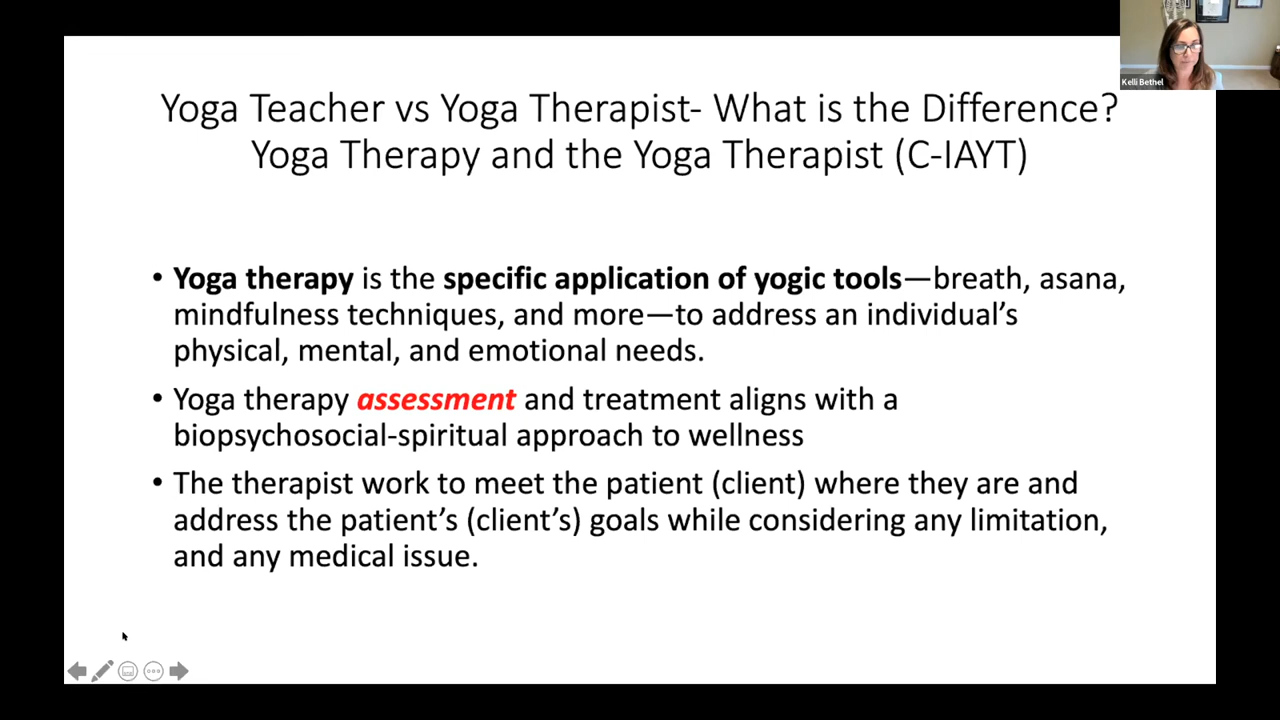 Yoga Teacher vs Yoga Therapist- What is the Difference?
Yoga Therapy and the Yoga Therapist (C-IAYT)
Kelli Bethel
• Yoga therapy is the specific application of yogic tools—breath, asana,
mindfulness techniques, and more—to address an individual’s
physical, mental, and emotional needs.
• Yoga therapy assessment and treatment aligns with a
biopsychosocial-spiritual approach to wellness
• The therapist work to meet the patient (client) where they are and
address the patient’s (client’s) goals while considering any limitation,
and any medical issue.